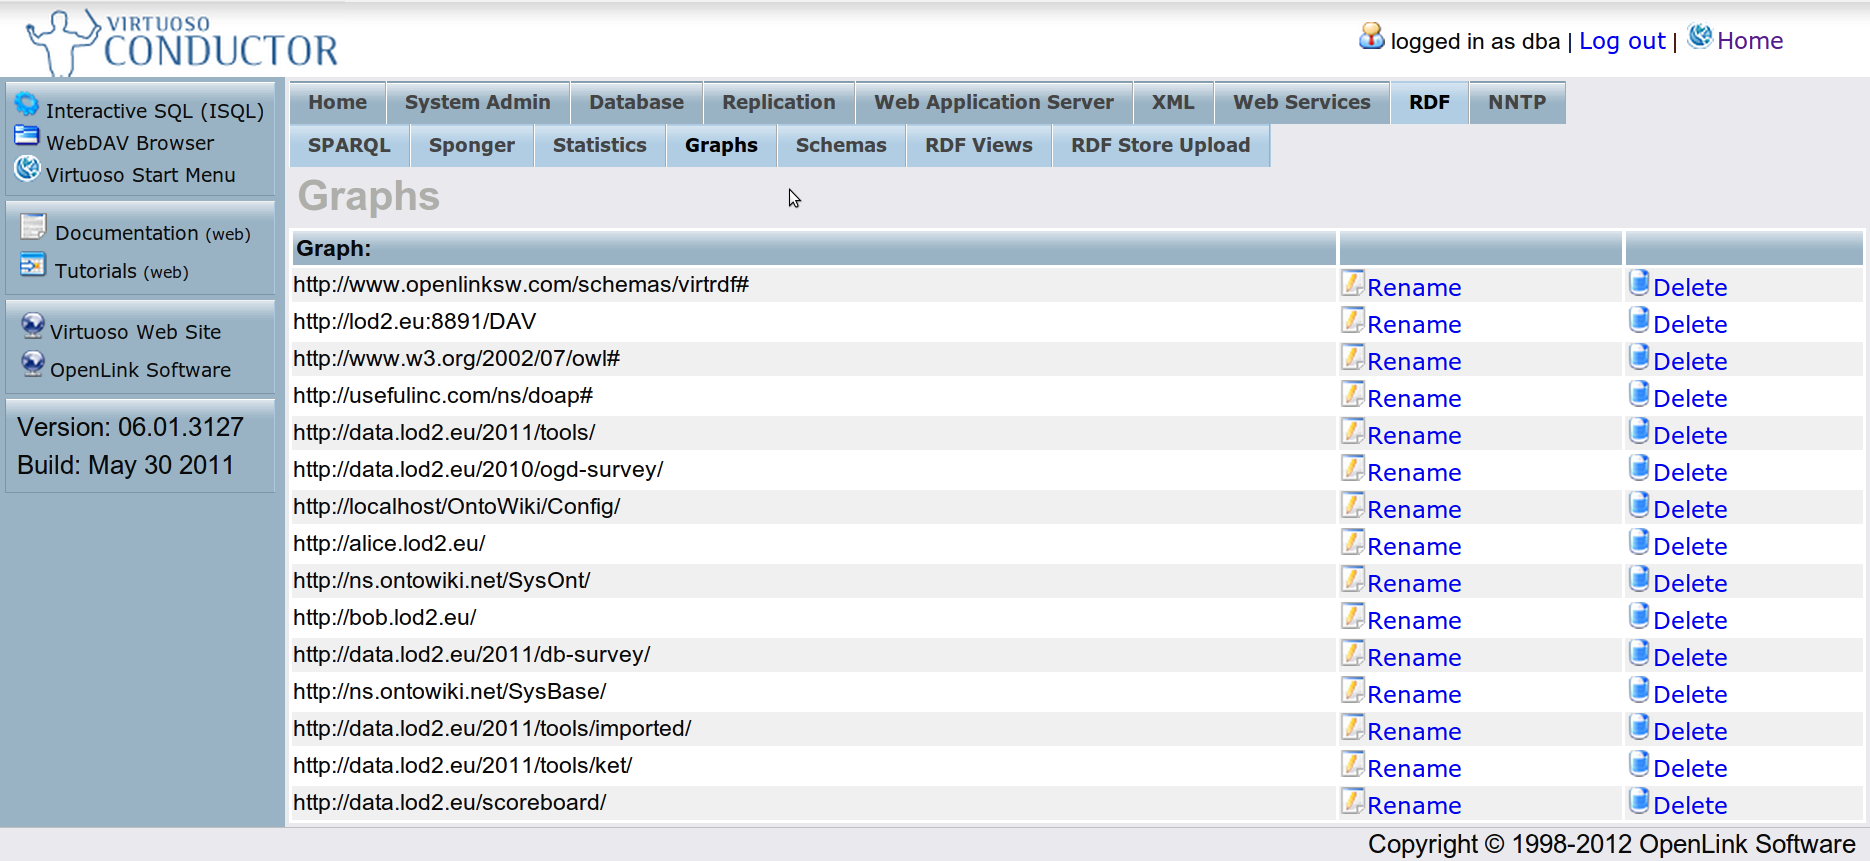 VIRTUOSO
CONDUCTOR
logged in as dba | Log out | Home
Interactive SQL (ISQL)
WebDAV Browser
Virtuoso Start Menu
Documentation (web)
Tutorials (web)
Virtuoso Web Site
OpenLink Software
Version: 06.01.3127
Build: May 30 2011
Home System Admin Database Replication Web Application Server XML Web Services RDF NNTP
SPARQL Sponger Statistics Graphs Schemas RDF Views RDF Store Upload
Graphs
Graph:
http://www.openlinksw.com/schemas/virtrdf# Rename Delete
http://lod2.eu:8891/DAV Rename Delete
http://www.w3.org/2002/07/owl# Rename Delete
http://usefulinc.com/ns/doap# Rename Delete
http://data.lod2.eu/2011/tools/ Rename Delete
http://data.lod2.eu/2010/ogd-survey/ Rename Delete
http://localhost/OntoWiki/Config/ Rename Delete
http://alice.lod2.eu/ Rename Delete
http://ns.ontowiki.net/SysOnt/ Rename Delete
http://bob.lod2.eu/ Rename Delete
http://data.lod2.eu/2011/db-survey/ Rename Delete
http://ns.ontowiki.net/SysBase/ Rename Delete
http://data.lod2.eu/2011/tools/imported/ Rename Delete
http://data.lod2.eu/2011/tools/ket/ Rename Delete
http://data.lod2.eu/scoreboard/ Rename Delete
Copyright © 1998-2012 OpenLink Software